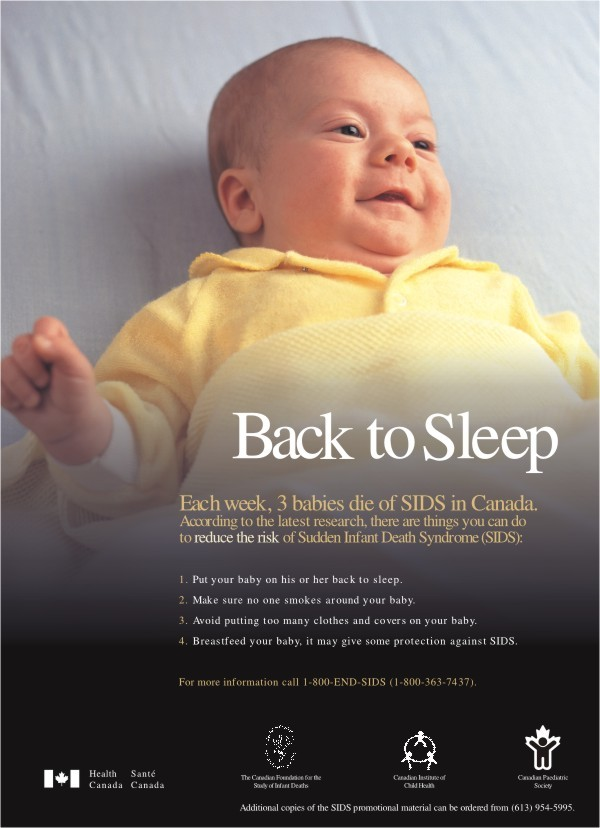 Back to Sleep
Each week, 3 babies die of SIDS in Canada.
According to the latest research, there are things you can do
to reduce the risk of Sudden Infant Death Syndrome (SIDS):
1. Put your baby on his or her back to sleep.
2. Make sure no one smokes around your baby.
3. Avoid putting too many clothes and covers on your baby.
4. Breastfeed your baby, it may give some protection against SIDS.
For more information call 1-800-END-SIDS (1-800-363-7437).
Health Santé
Canada Canada
The Canadian Foundation for the
Study of Infant Deaths
Canadian Institute of
Child Health
Canadian Paediatric
Society
Additional copies of the SIDS promotional material can be ordered from (613) 954-5995.